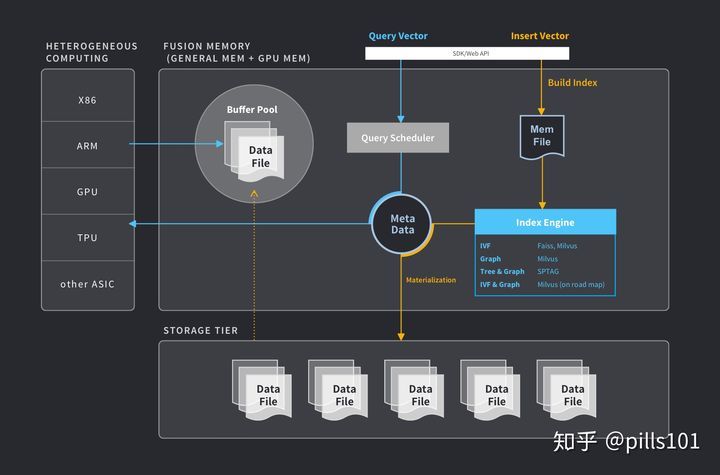 Query Vector
Insert Vector
SDK/Web API
HETEROGENEOUS
COMPUTING
FUSION MEMORY
(GENERAL MEM + GPU MEM)
X86
ARM
GPU
TPU
other ASIC
Buffer Pool
Data
File
Query Scheduler
Build Index
Mem
File
Meta
Data
Index Engine
IVF Faiss, Milvus
Graph Milvus
Tree & Graph SPTAG
IVF & Graph Milvus (on road map)
Materialization
STORAGE TIER
Data
File
Data
File
Data
File
Data
File
Data
File
知乎 @pills101